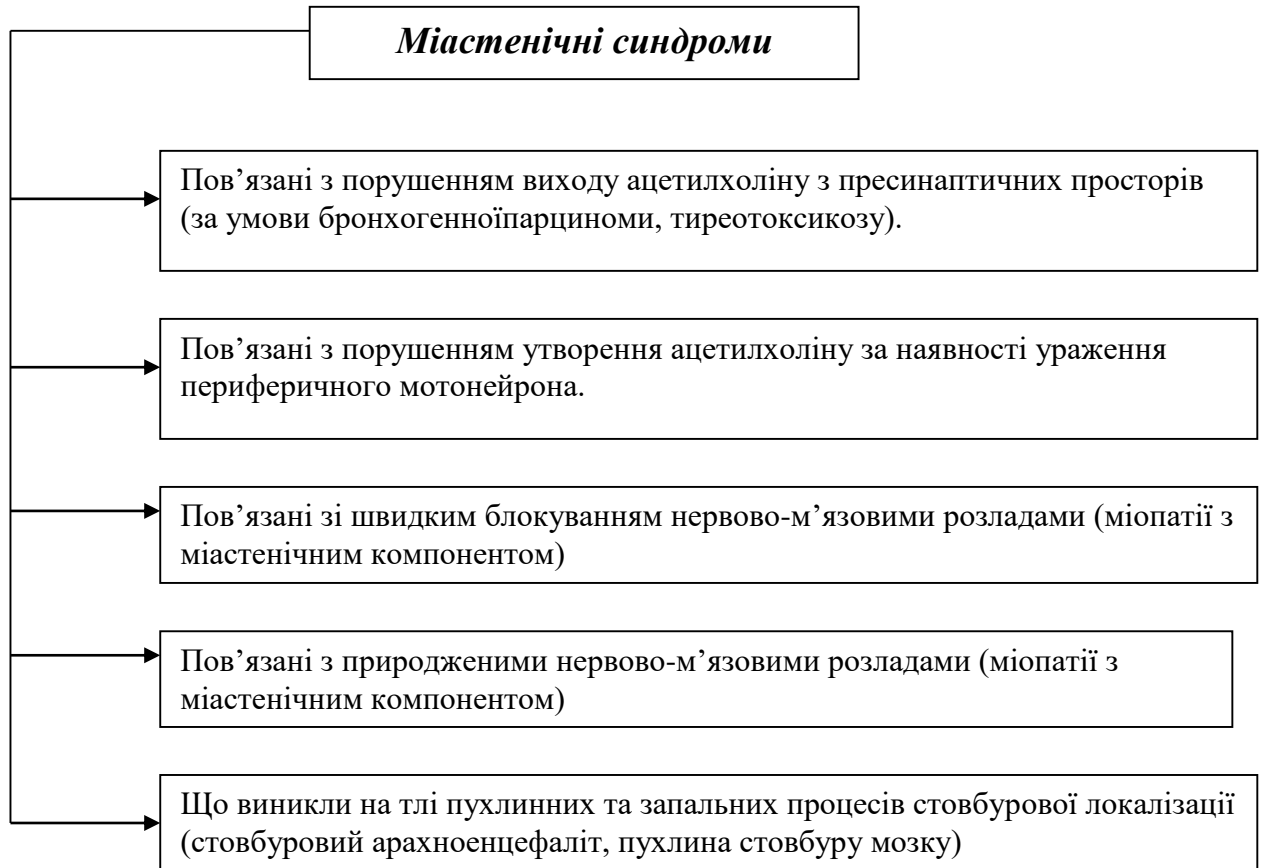 Міастенічні синдроми
Пов’язані з порушенням виходу ацетилхоліну з пресинаптичних просторів
(за умови бронхогенноїпарциноми, тиреотоксикозу).
Пов’язані з порушенням утворення ацетилхоліну за наявності ураження
периферичного мотонейрона.
Пов’язані зі швидким блокуванням нервово-м’язовими розладами (міопатії з
міастенічним компонентом)
Пов’язані з природженими нервово-м’язовими розладами (міопатії з
міастенічним компонентом)
Що виникли на тлі пухлинних та запальних процесів стовбурової локалізації
(стовбуровий арахноенцефаліт, пухлина стовбуру мозку)